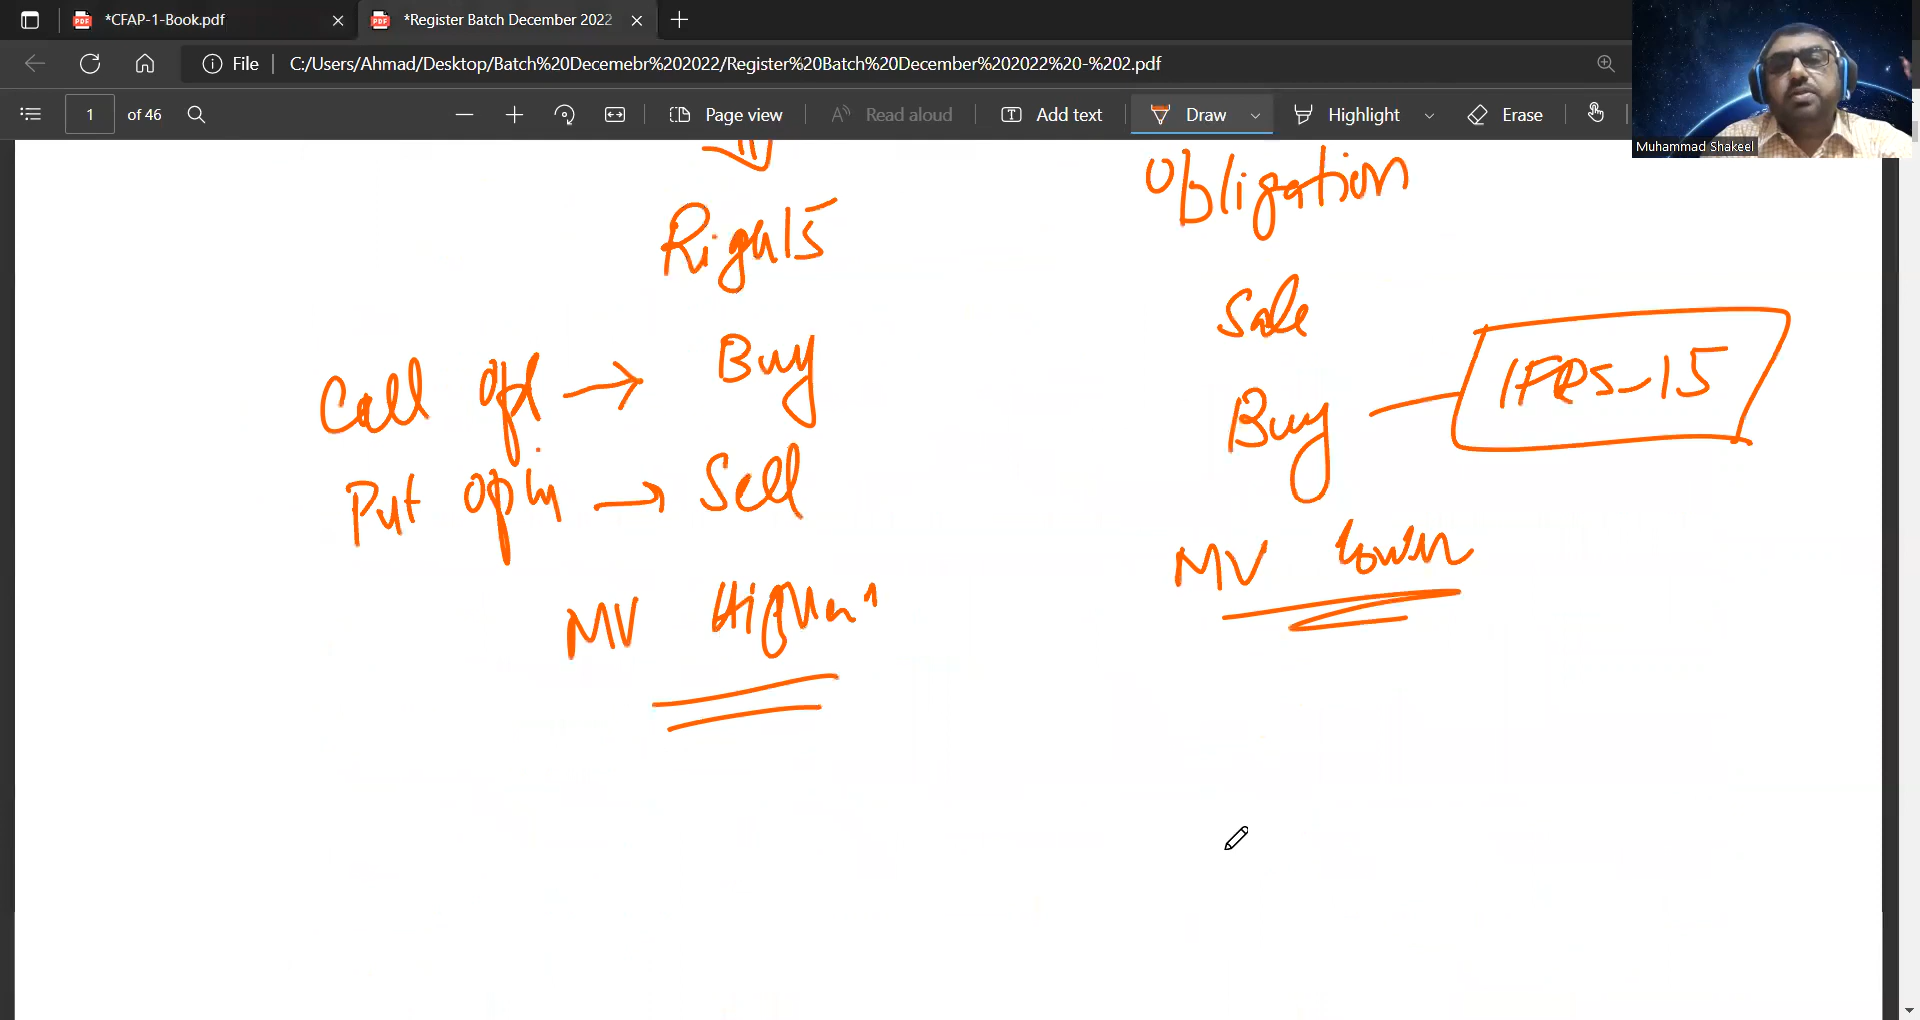 *CFAP-1-Book.pdf
*Register Batch December 2022
File
C:/Users/Ahmad/Desktop/Batch%20Decemebr%202022/Register%20Batch%20December%202022%20-%202.pdf
1 of 46
Page view
Read aloud
Add text
Draw
Highlight
Erase
Muhammad Shakeel
Rights
Call opt → Buy
Put → Sell
MV Higher
Obligation
Sale
Buy
IFRS-15
MV Lower